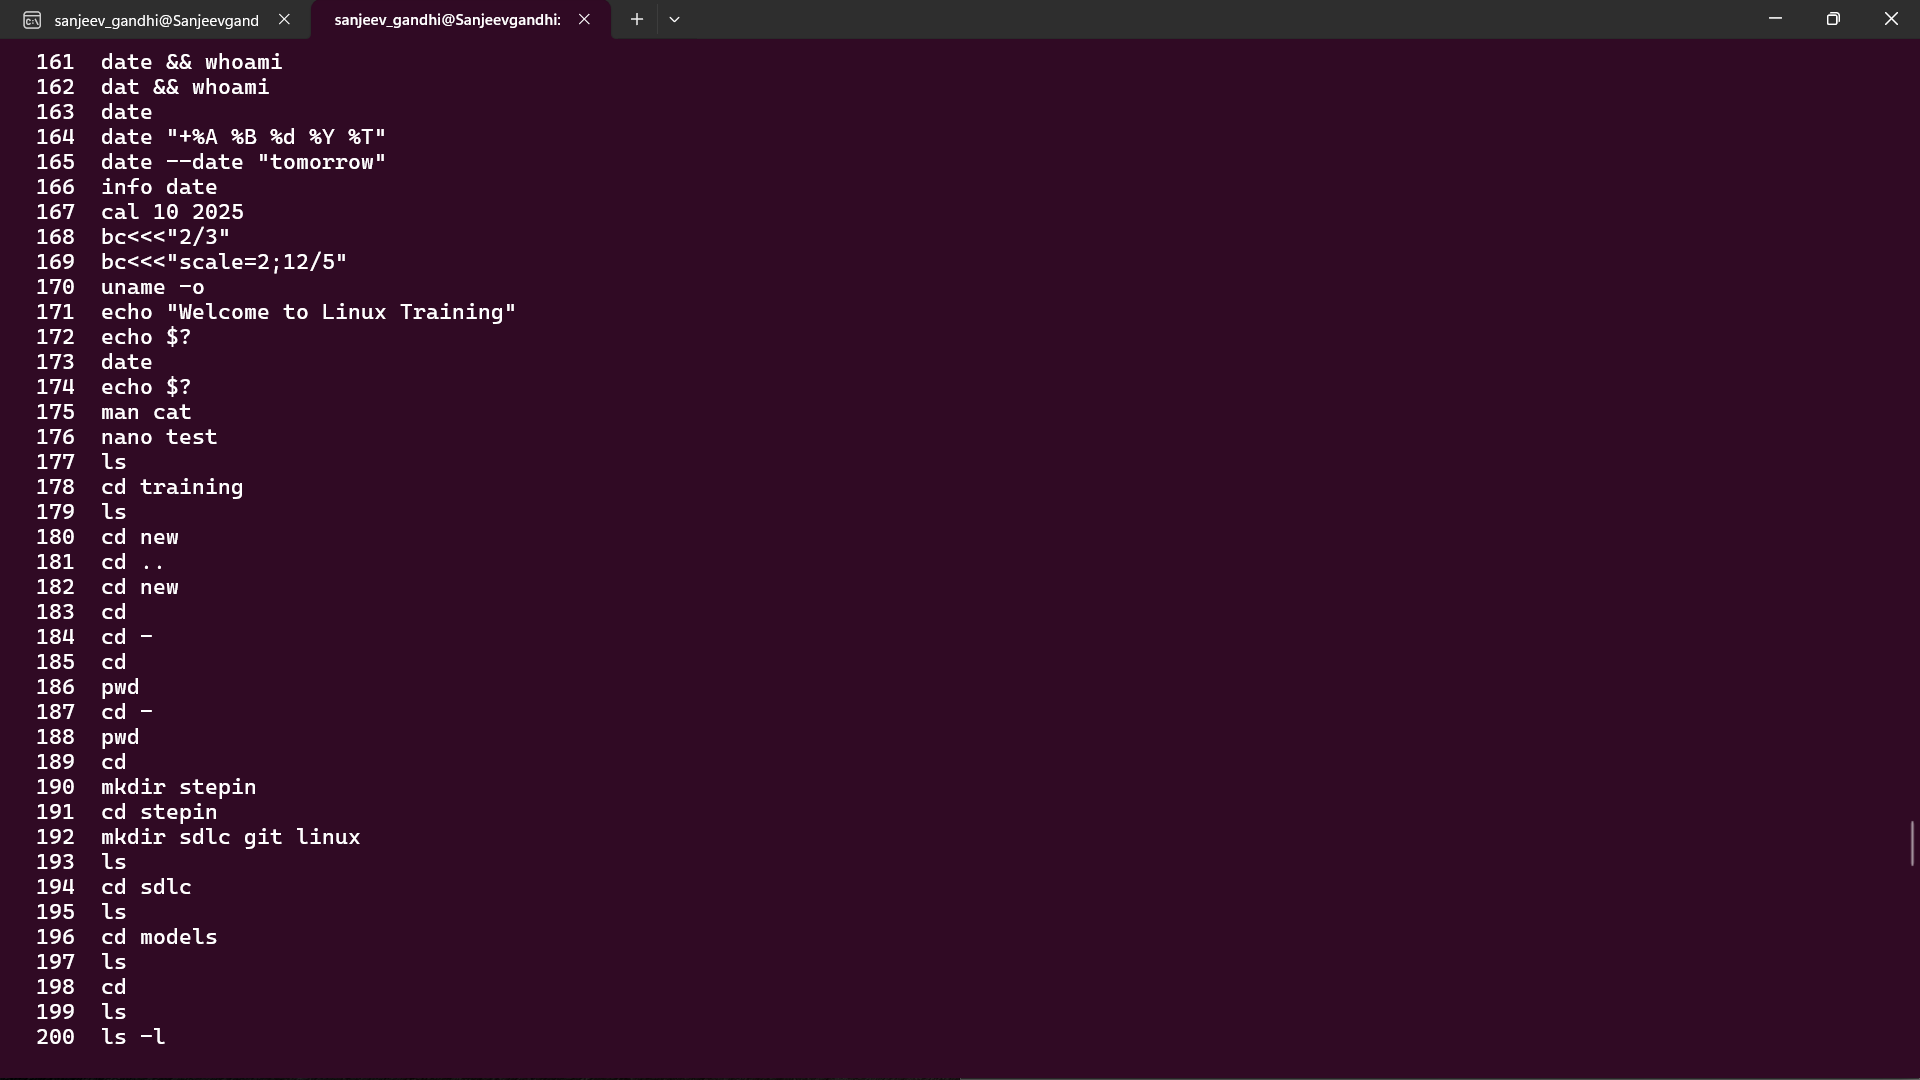 sanjeev_gandhi@Sanjeevgand
sanjeev_gandhi@Sanjeevgandhi:
161 date && whoami
162 dat && whoami
163 date
164 date "+%A %B %d %Y %T"
165 date --date "tomorrow"
166 info date
167 cal 10 2025
168 bc<<<"2/3"
169 bc<<<"scale=2;12/5"
170 uname -o
171 echo "Welcome to Linux Training"
172 echo $?
173 date
174 echo $?
175 man cat
176 nano test
177 ls
178 cd training
179 ls
180 cd new
181 cd ..
182 cd new
183 cd
184 cd -
185 cd
186 pwd
187 cd -
188 pwd
189 cd
190 mkdir stepin
191 cd stepin
192 mkdir sdlc git linux
193 ls
194 cd sdlc
195 ls
196 cd models
197 ls
198 cd
199 ls
200 ls -l